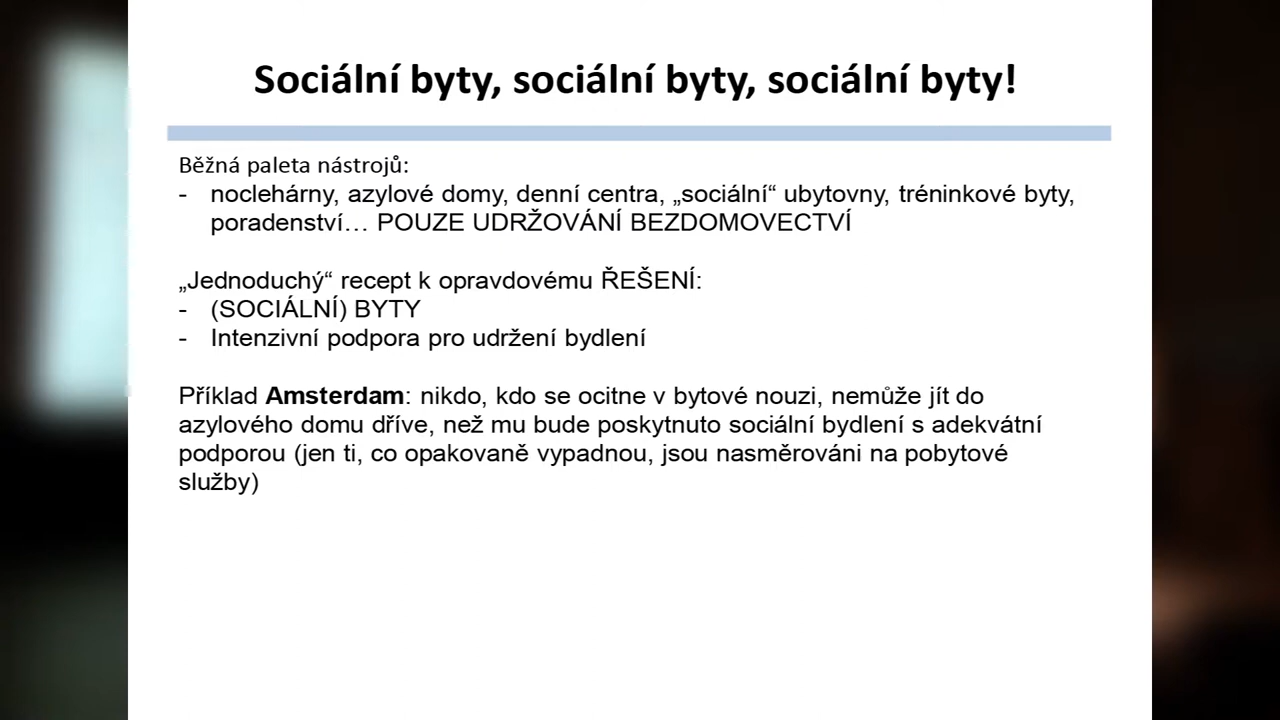 Sociální byty, sociální byty, sociální byty!
Běžná paleta nástrojů:
- noclehárny, azylové domy, denní centra, „sociální“ ubytovny, tréninkové byty,
poradenství… POUZE UDRŽOVÁNÍ BEZDOMOVECTVÍ
„Jednoduchý“ recept k opravdovému ŘEŠENÍ:
- (SOCIÁLNÍ) BYTY
- Intenzivní podpora pro udržení bydlení
Příklad Amsterdam: nikdo, kdo se ocitne v bytové nouzi, nemůže jít do
azylového domu dříve, než mu bude poskytnuto sociální bydlení s adekvátní
podporou (jen ti, co opakovaně vypadnou, jsou nasměrováni na pobytové
služby)